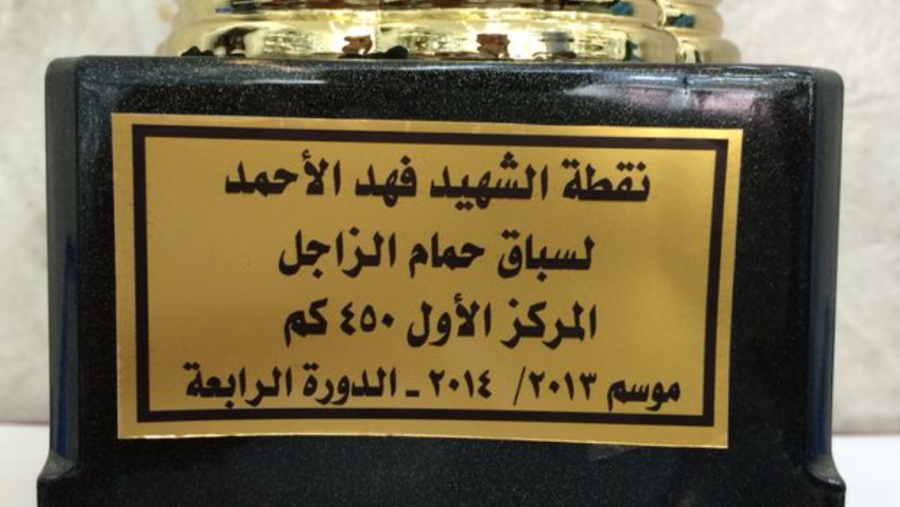 نقطة الشهيد فهد الأحمد
لسباق حمام الزاجل
المركز الأول ٤٥٠ كم
موسم ٢٠١٣/ ٢٠١٤ ـ الدورة الرابعة